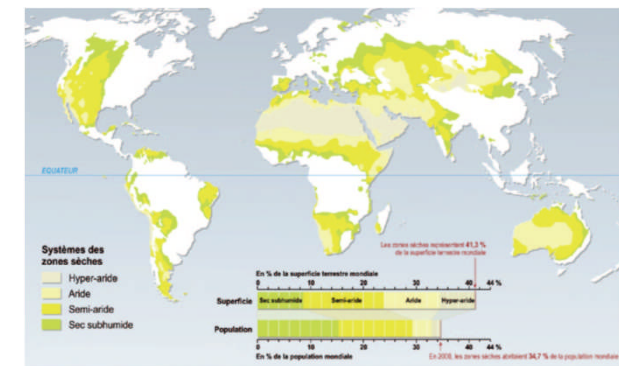 EQUATEUR
Systèmes des
zones sèches
Hyper-aride
Aride
Semi-aride
Sec subhumide
Les zones sèches représentent 41,3 %
de la superficie terrestre mondiale
En % de la superficie terrestre mondiale
0 10 20 30 40 44 %
Superficie Sec subhumide Semi-aride Aride Hyper-aride
Population
0 10 20 30 40 44 %
En % de la population mondiale
En 2000, les zones sèches abritaient 34,7 % de la population mondiale